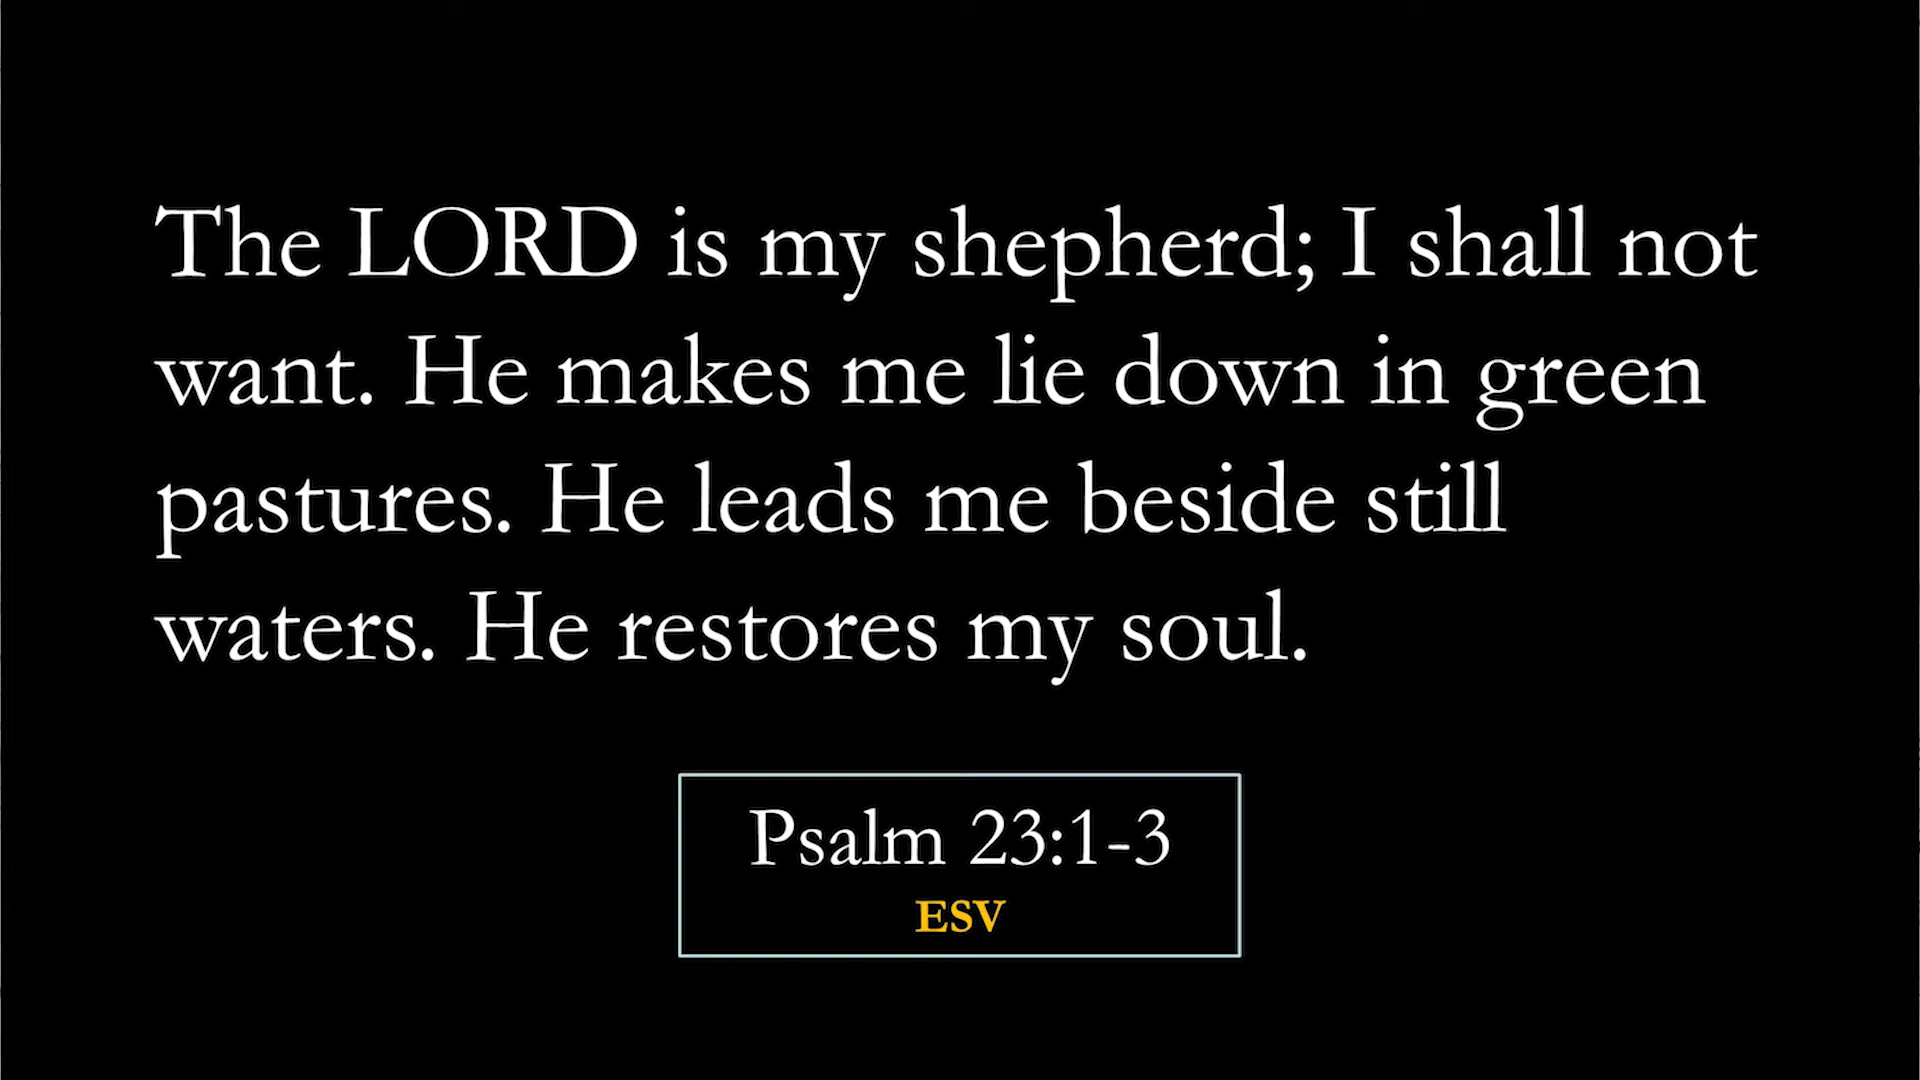 The LORD is my shepherd; I shall not
want. He makes me lie down in green
pastures. He leads me beside still
waters. He restores my soul.
Psalm 23:1-3
ESV